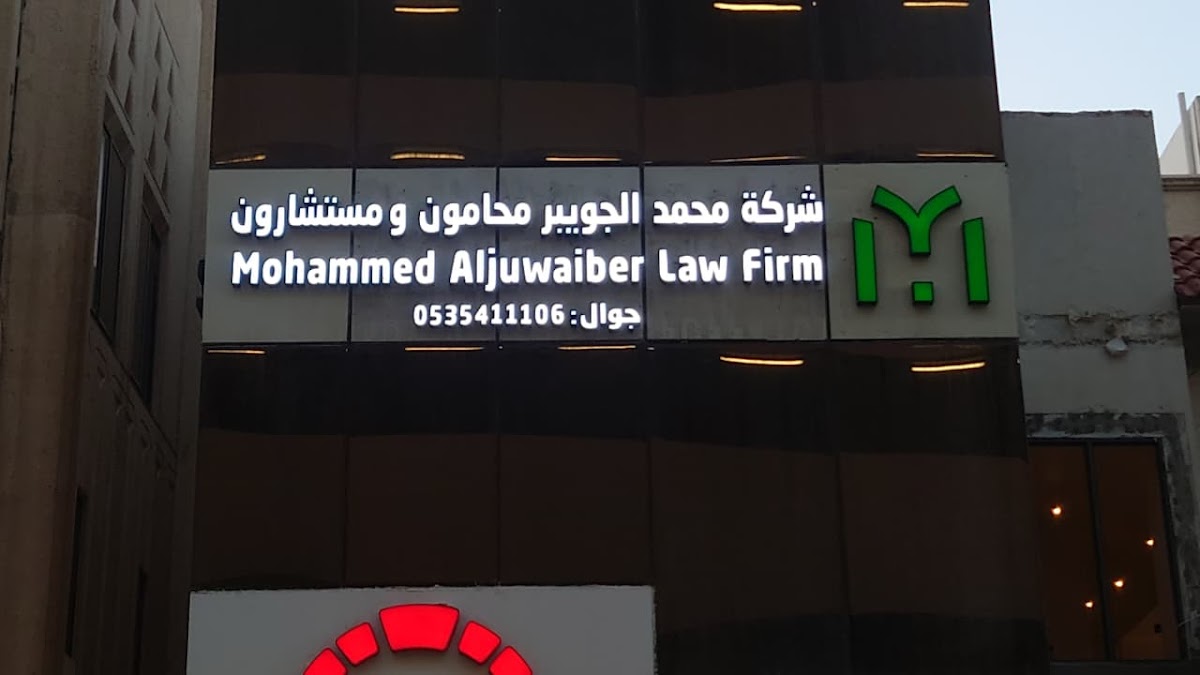 شركة محمد الجويبر محامون و مستشارون
Mohammed Aljuwaiber Law Firm
جوال: 0535411106